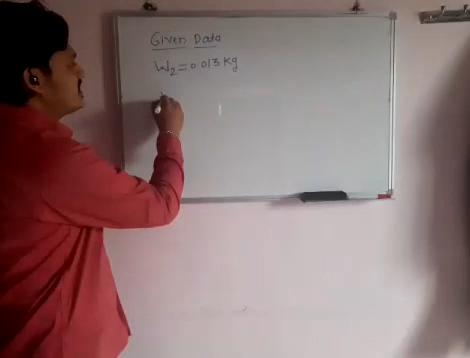 Given Data
W2 = 0.013 Kg